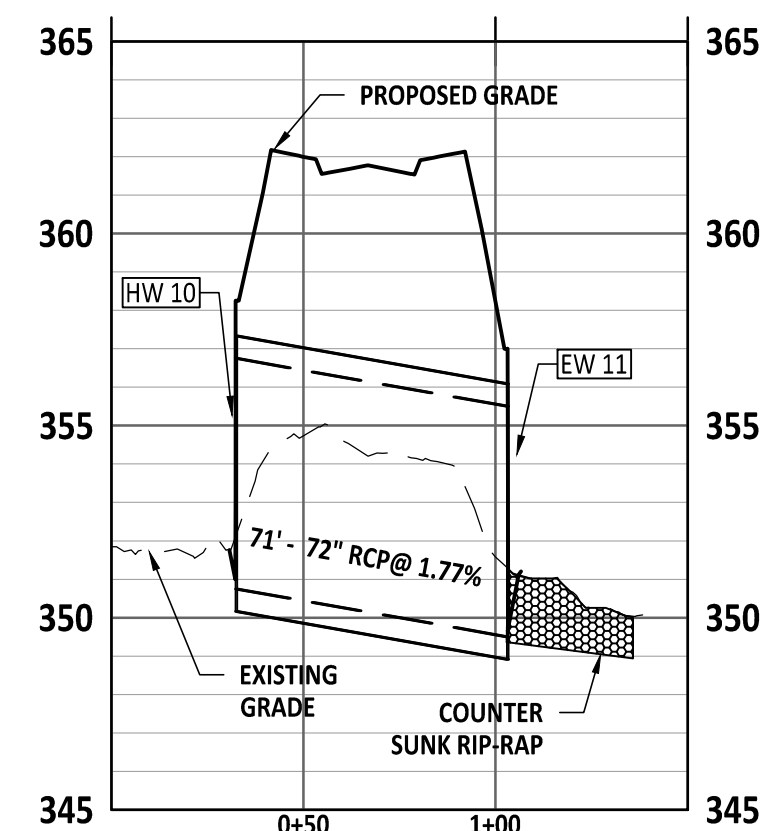 365
365
PROPOSED GRADE
360
360
HW 10
EW 11
355
355
71' - 72" RCP@ 1.77%
350
350
EXISTING
GRADE
COUNTER
SUNK RIP-RAP
345
345
0+50
1+00